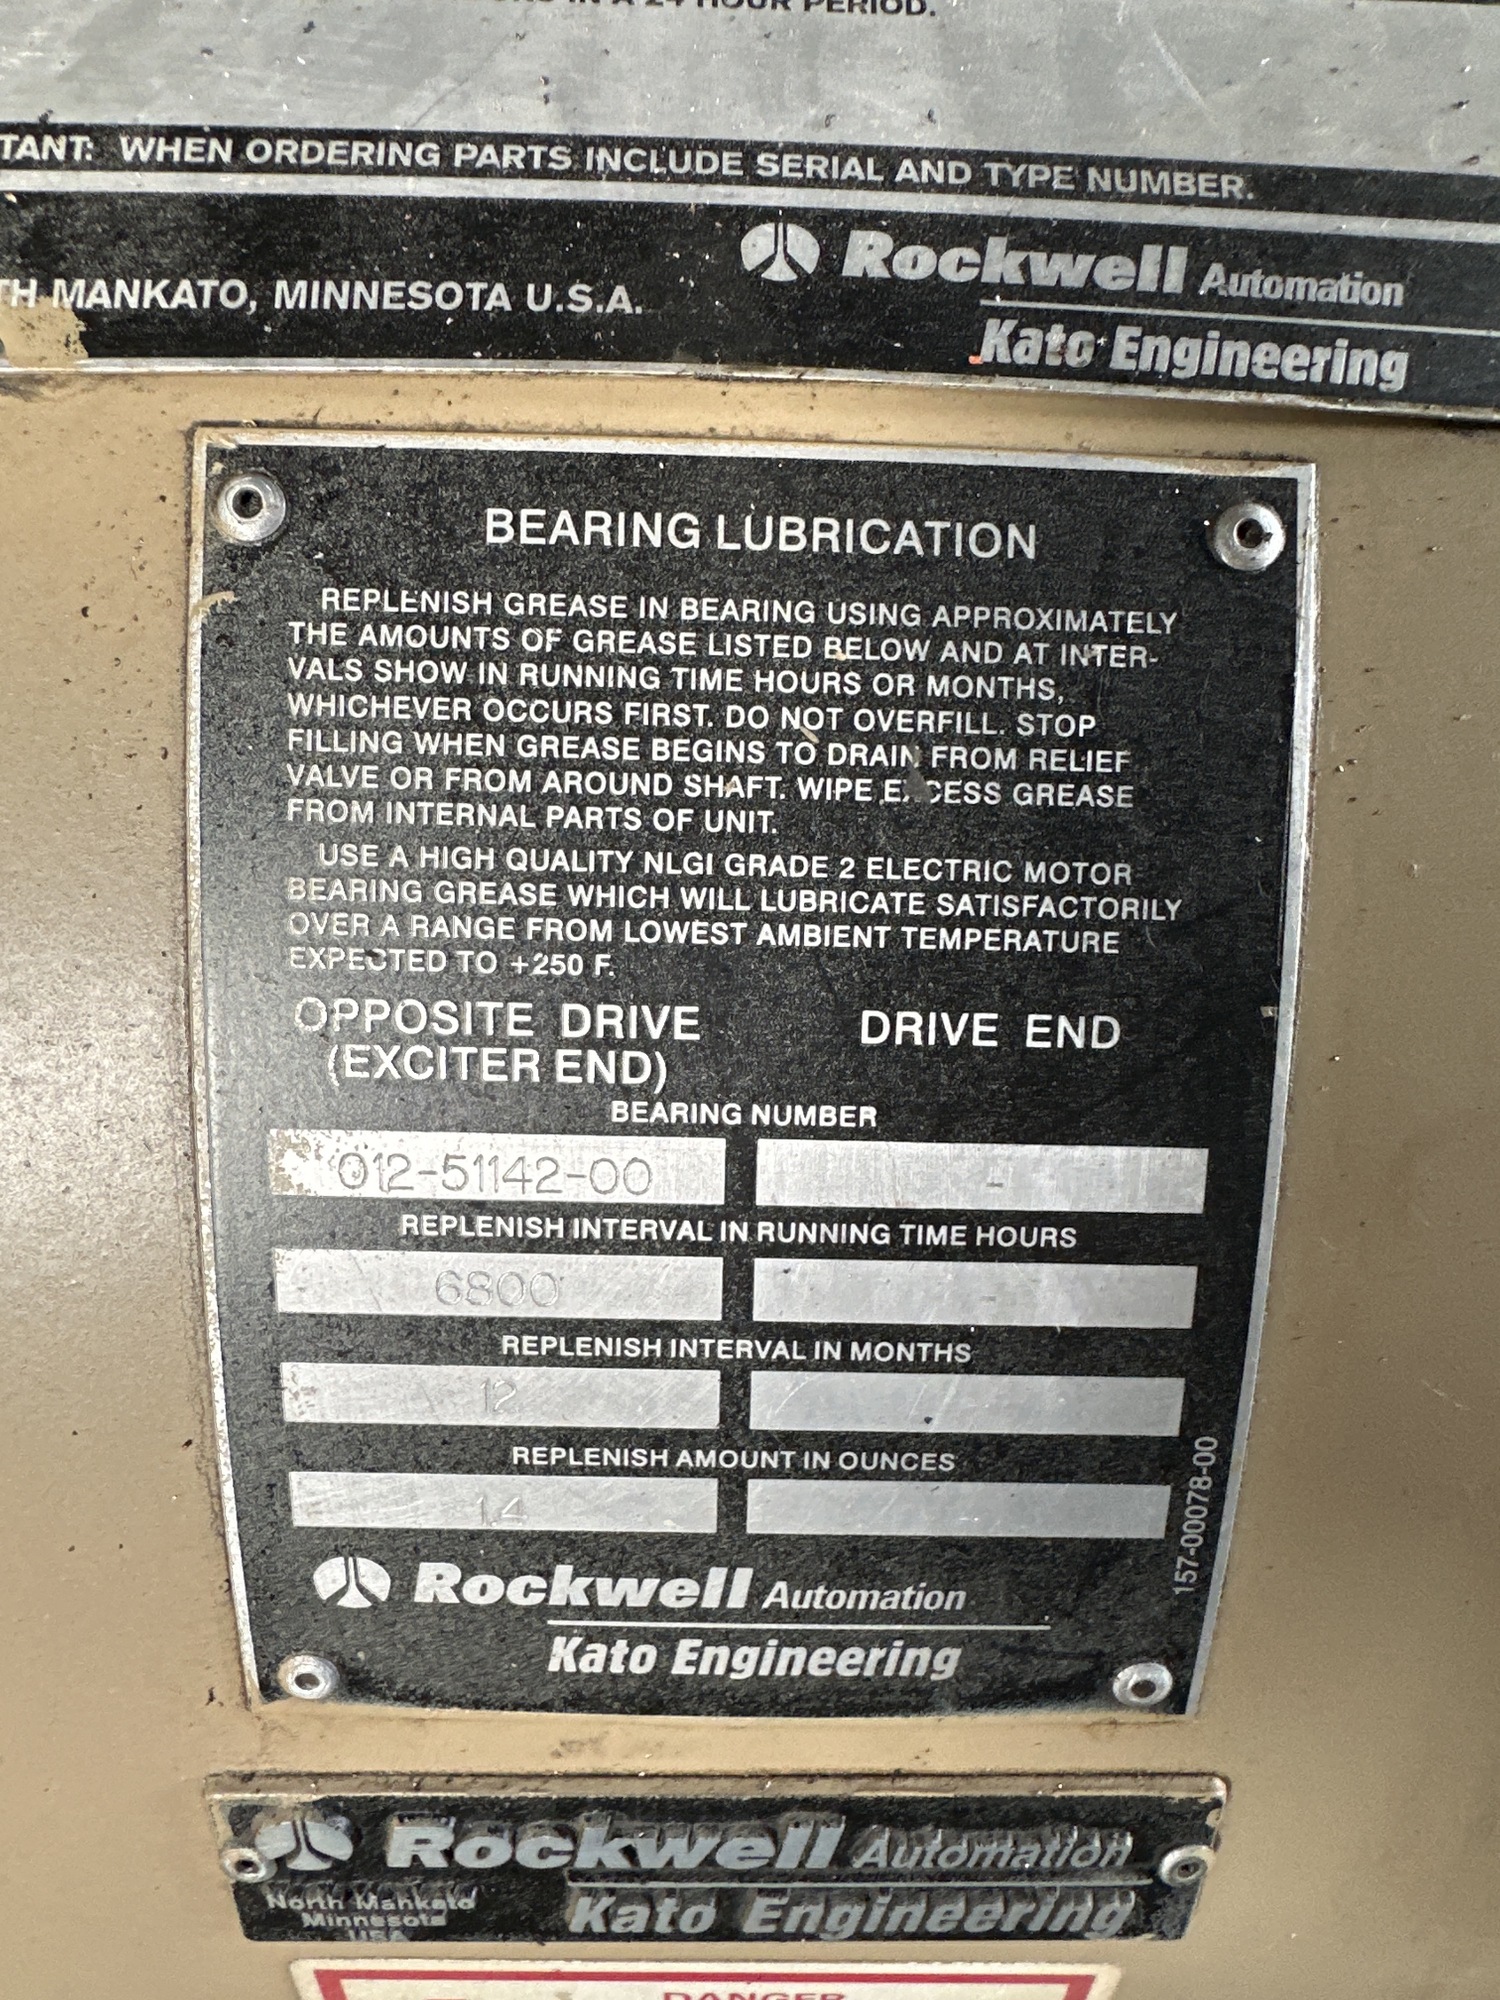 IN A 24 HOUR PERIOD.
TANT: WHEN ORDERING PARTS INCLUDE SERIAL AND TYPE NUMBER.
TH MANKATO, MINNESOTA U.S.A.
Rockwell Automation
Kato Engineering
BEARING LUBRICATION
REPLENISH GREASE IN BEARING USING APPROXIMATELY
THE AMOUNTS OF GREASE LISTED BELOW AND AT INTER-
VALS SHOW IN RUNNING TIME HOURS OR MONTHS,
WHICHEVER OCCURS FIRST. DO NOT OVERFILL. STOP
FILLING WHEN GREASE BEGINS TO DRAIN FROM RELIEF
VALVE OR FROM AROUND SHAFT. WIPE EXCESS GREASE
FROM INTERNAL PARTS OF UNIT.
USE A HIGH QUALITY NLGI GRADE 2 ELECTRIC MOTOR
BEARING GREASE WHICH WILL LUBRICATE SATISFACTORILY
OVER A RANGE FROM LOWEST AMBIENT TEMPERATURE
EXPECTED TO +250 F.
OPPOSITE DRIVE DRIVE END
(EXCITER END)
BEARING NUMBER
012-51142-00 -
REPLENISH INTERVAL IN RUNNING TIME HOURS
6800 -
REPLENISH INTERVAL IN MONTHS
12
REPLENISH AMOUNT IN OUNCES
1.4
157-00078-00
Rockwell Automation
Kato Engineering
Rockwell Automation
North Mankato
Minnesota
USA
Kato Engineering
DANGER